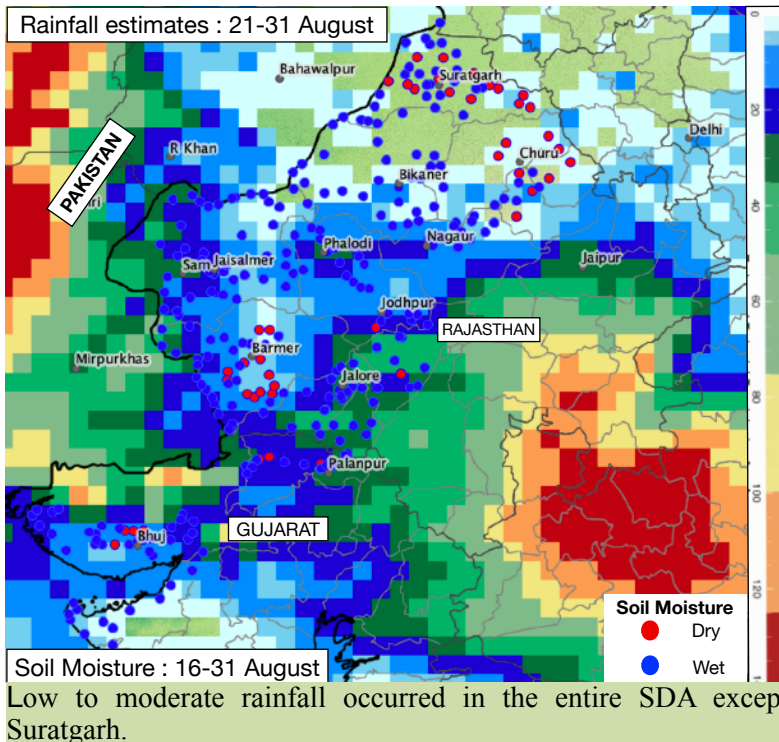 Rainfall estimates : 21-31 August
Bahawalpur
Suratgarh
Delhi
R Khan
Churu
PAKISTAN
Bikaner
Nagaur
Phalodi
Jaipur
Sam
Jaisalmer
Jodhpur
RAJASTHAN
Barmer
Mirpurkhas
Jalore
Palanpur
GUJARAT
Bhuj
0
20
40
60
80
100
120
Soil Moisture
Dry
Wet
Soil Moisture : 16-31 August
Low to moderate rainfall occurred in the entire SDA excep
Suratgarh.